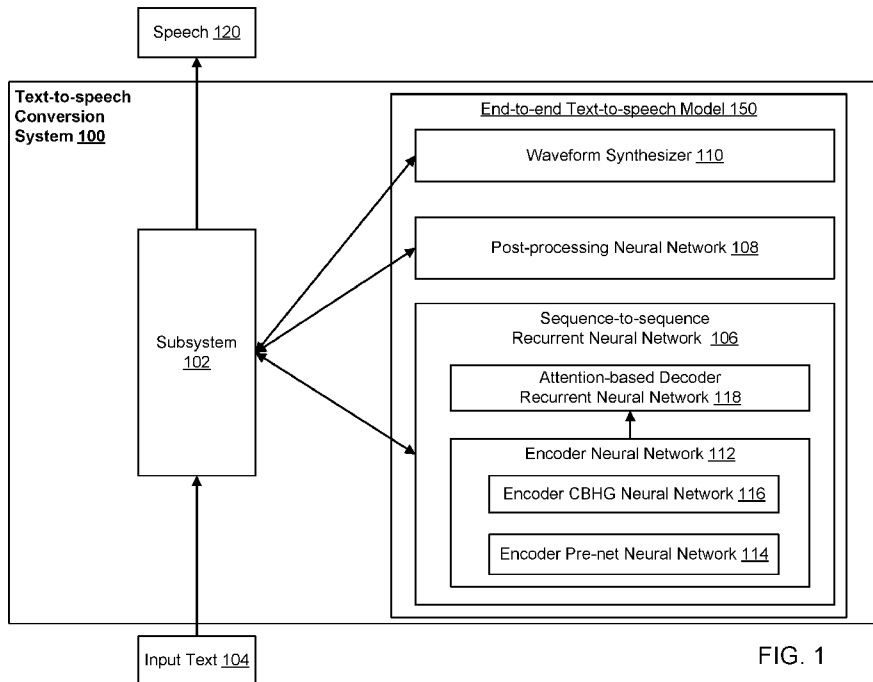 Speech 120
Text-to-speech
Conversion
System 100
End-to-end Text-to-speech Model 150
Waveform Synthesizer 110
Post-processing Neural Network 108
Subsystem
102
Sequence-to-sequence
Recurrent Neural Network 106
Attention-based Decoder
Recurrent Neural Network 118
Encoder Neural Network 112
Encoder CBHG Neural Network 116
Encoder Pre-net Neural Network 114
Input Text 104
FIG. 1